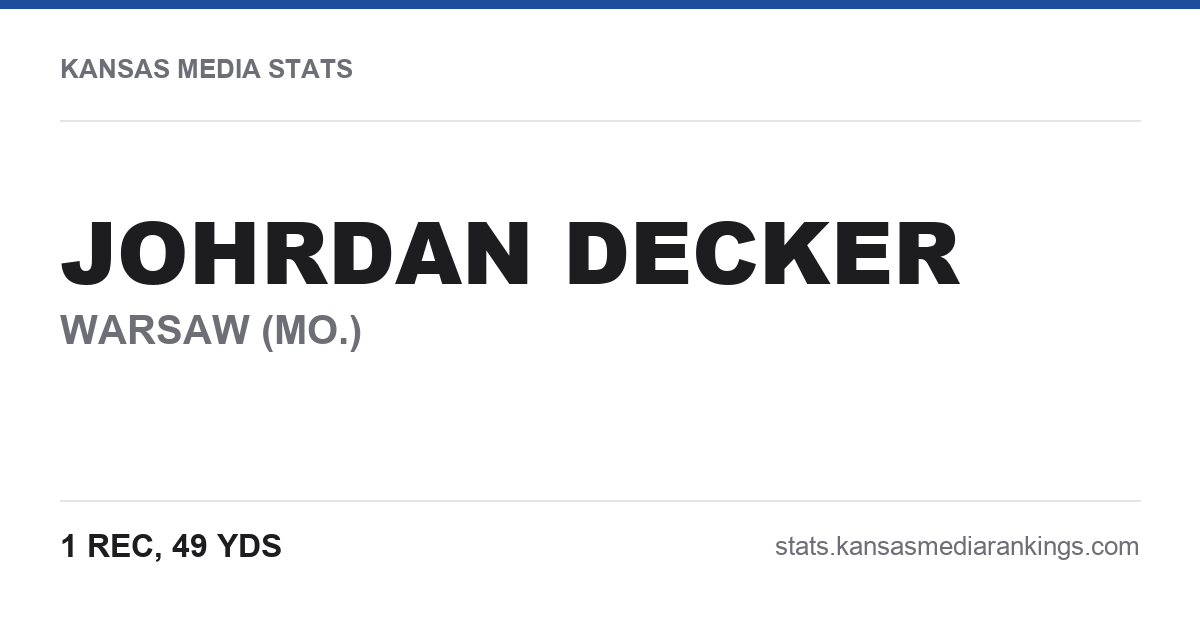 KANSAS MEDIA STATS
JOHRDAN DECKER
WARSAW (MO.)
1 REC, 49 YDS
stats.kansasmediarankings.com